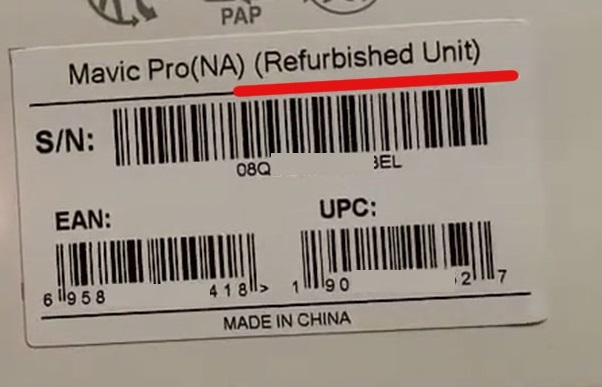 PAP
Mavic Pro(NA) (Refurbished Unit)
S/N:
08Q 3EL
EAN:
UPC:
6 958 418 >
1 90 2 7
MADE IN CHINA